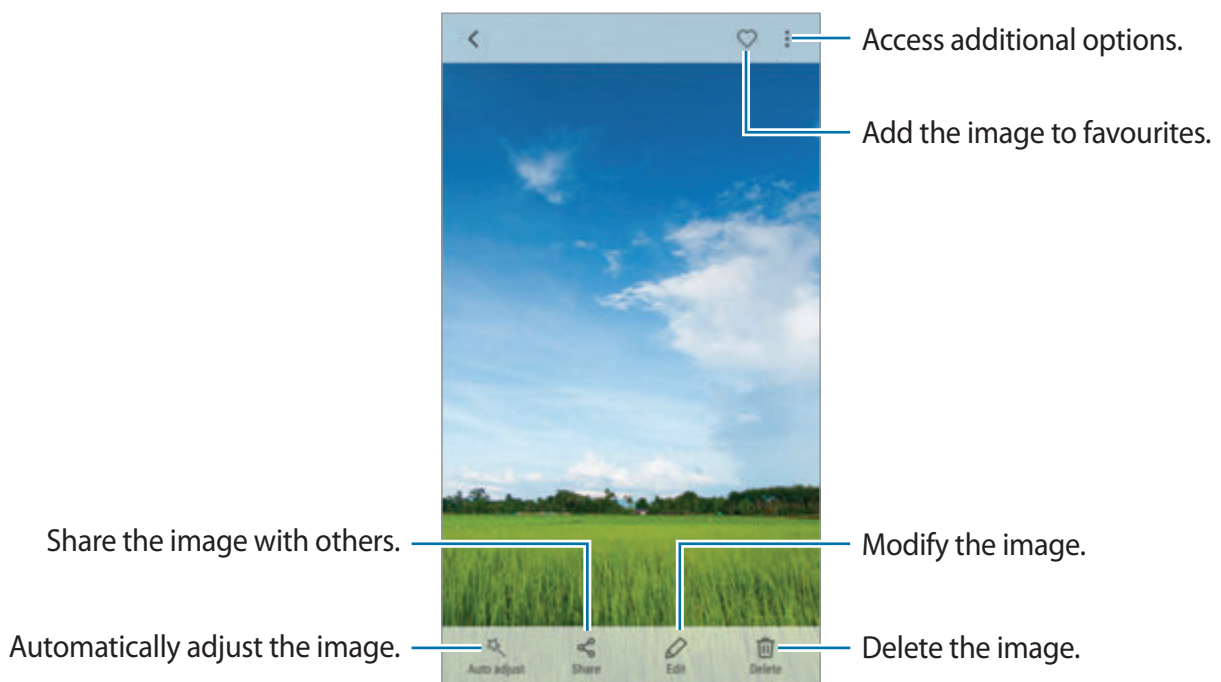 Access additional options.
Add the image to favourites.
Share the image with others.
Modify the image.
Automatically adjust the image.
Delete the image.
Auto adjust
Share
Edit
Delete